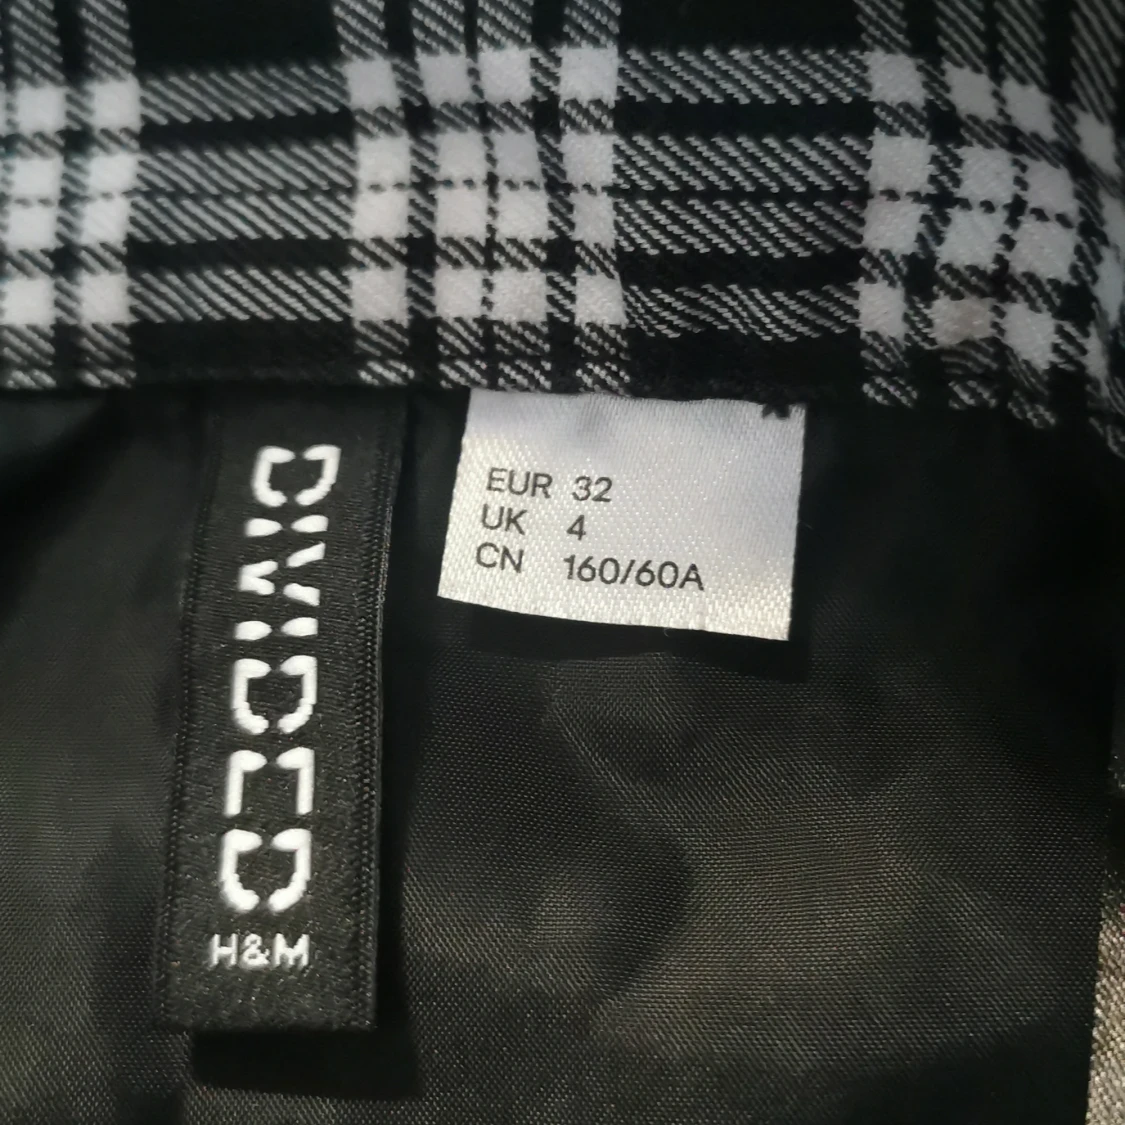 DIVIDED
H&M
EUR 32
UK 4
CN 160/60A